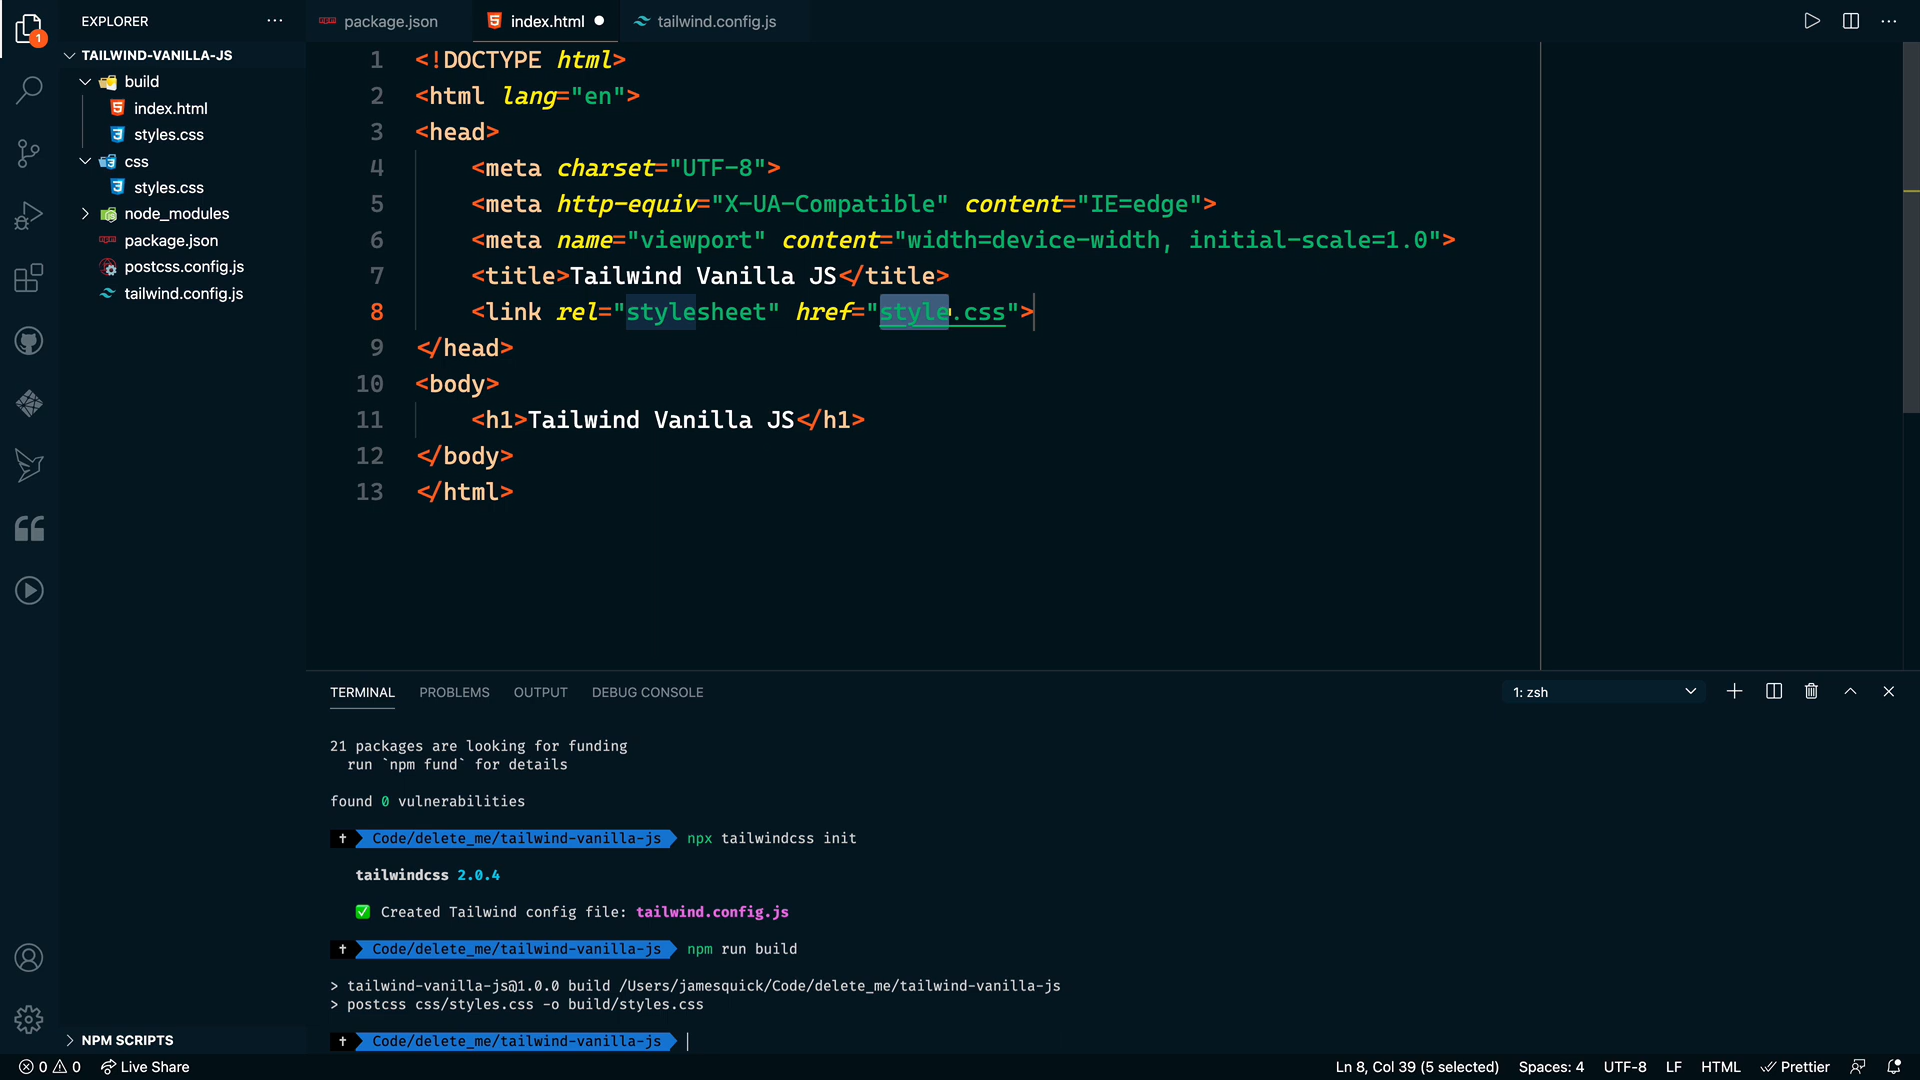 EXPLORER
TAILWIND-VANILLA-JS
build
index.html
styles.css
css
styles.css
node_modules
package.json
postcss.config.js
tailwind.config.js
NPM SCRIPTS
1
package.json
index.html
tailwind.config.js
1 <!DOCTYPE html>
2 <html lang="en">
3 <head>
4 <meta charset="UTF-8">
5 <meta http-equiv="X-UA-Compatible" content="IE=edge">
6 <meta name="viewport" content="width=device-width, initial-scale=1.0">
7 <title>Tailwind Vanilla JS</title>
8 <link rel="stylesheet" href="style.css">
9 </head>
10 <body>
11 <h1>Tailwind Vanilla JS</h1>
12 </body>
13 </html>
TERMINAL PROBLEMS OUTPUT DEBUG CONSOLE 1: zsh
21 packages are looking for funding
run `npm fund` for details
found 0 vulnerabilities
Code/delete_me/tailwind-vanilla-js npx tailwindcss init
tailwindcss 2.0.4
✅ Created Tailwind config file: tailwind.config.js
Code/delete_me/tailwind-vanilla-js npm run build
> tailwind-vanilla-js@1.0.0 build /Users/jamesquick/Code/delete_me/tailwind-vanilla-js
> postcss css/styles.css -o build/styles.css
Code/delete_me/tailwind-vanilla-js
0 0 Live Share Ln 8, Col 39 (5 selected) Spaces: 4 UTF-8 LF HTML Prettier